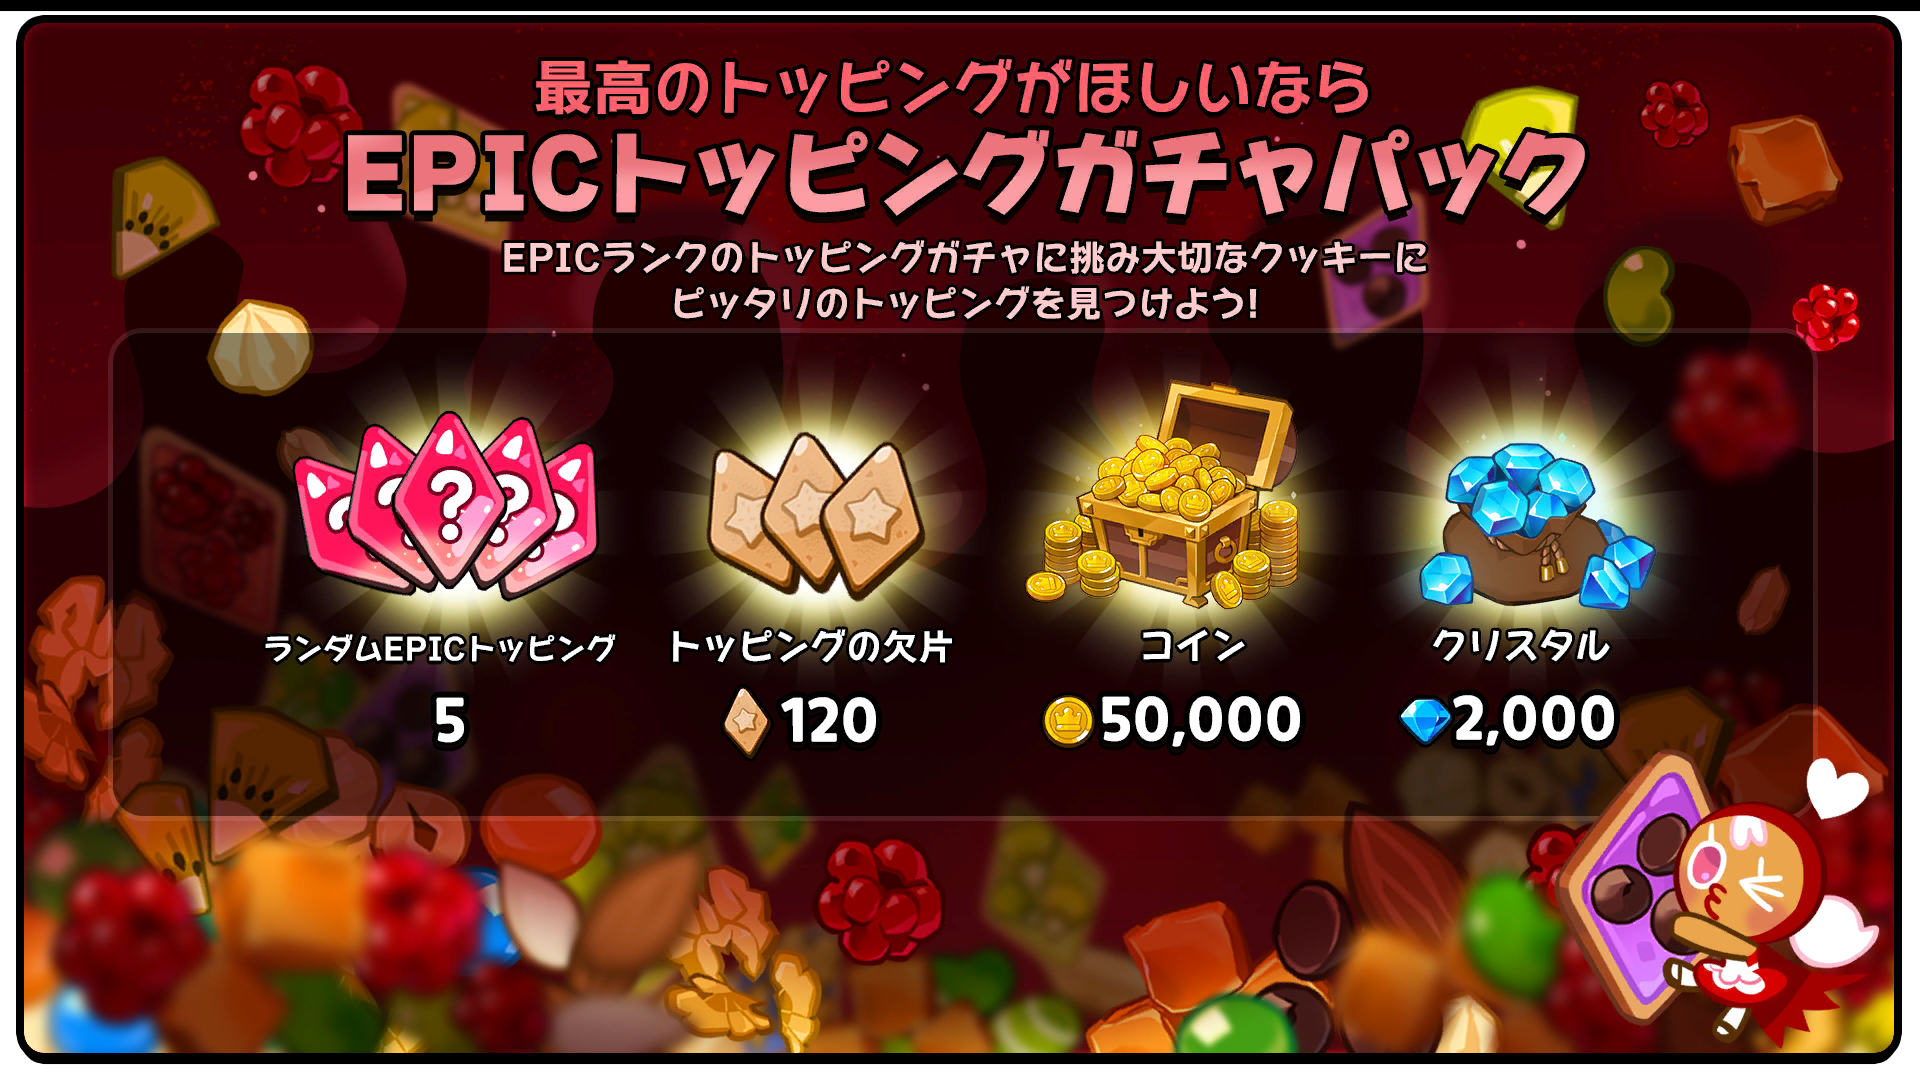 最高のトッピングがほしいなら
EPICトッピングガチャパック
EPICランクのトッピングガチャに挑み大切なクッキーに
ピッタリのトッピングを見つけよう!
ランダムEPICトッピング
5
トッピングの欠片
120
コイン
50,000
クリスタル
2,000